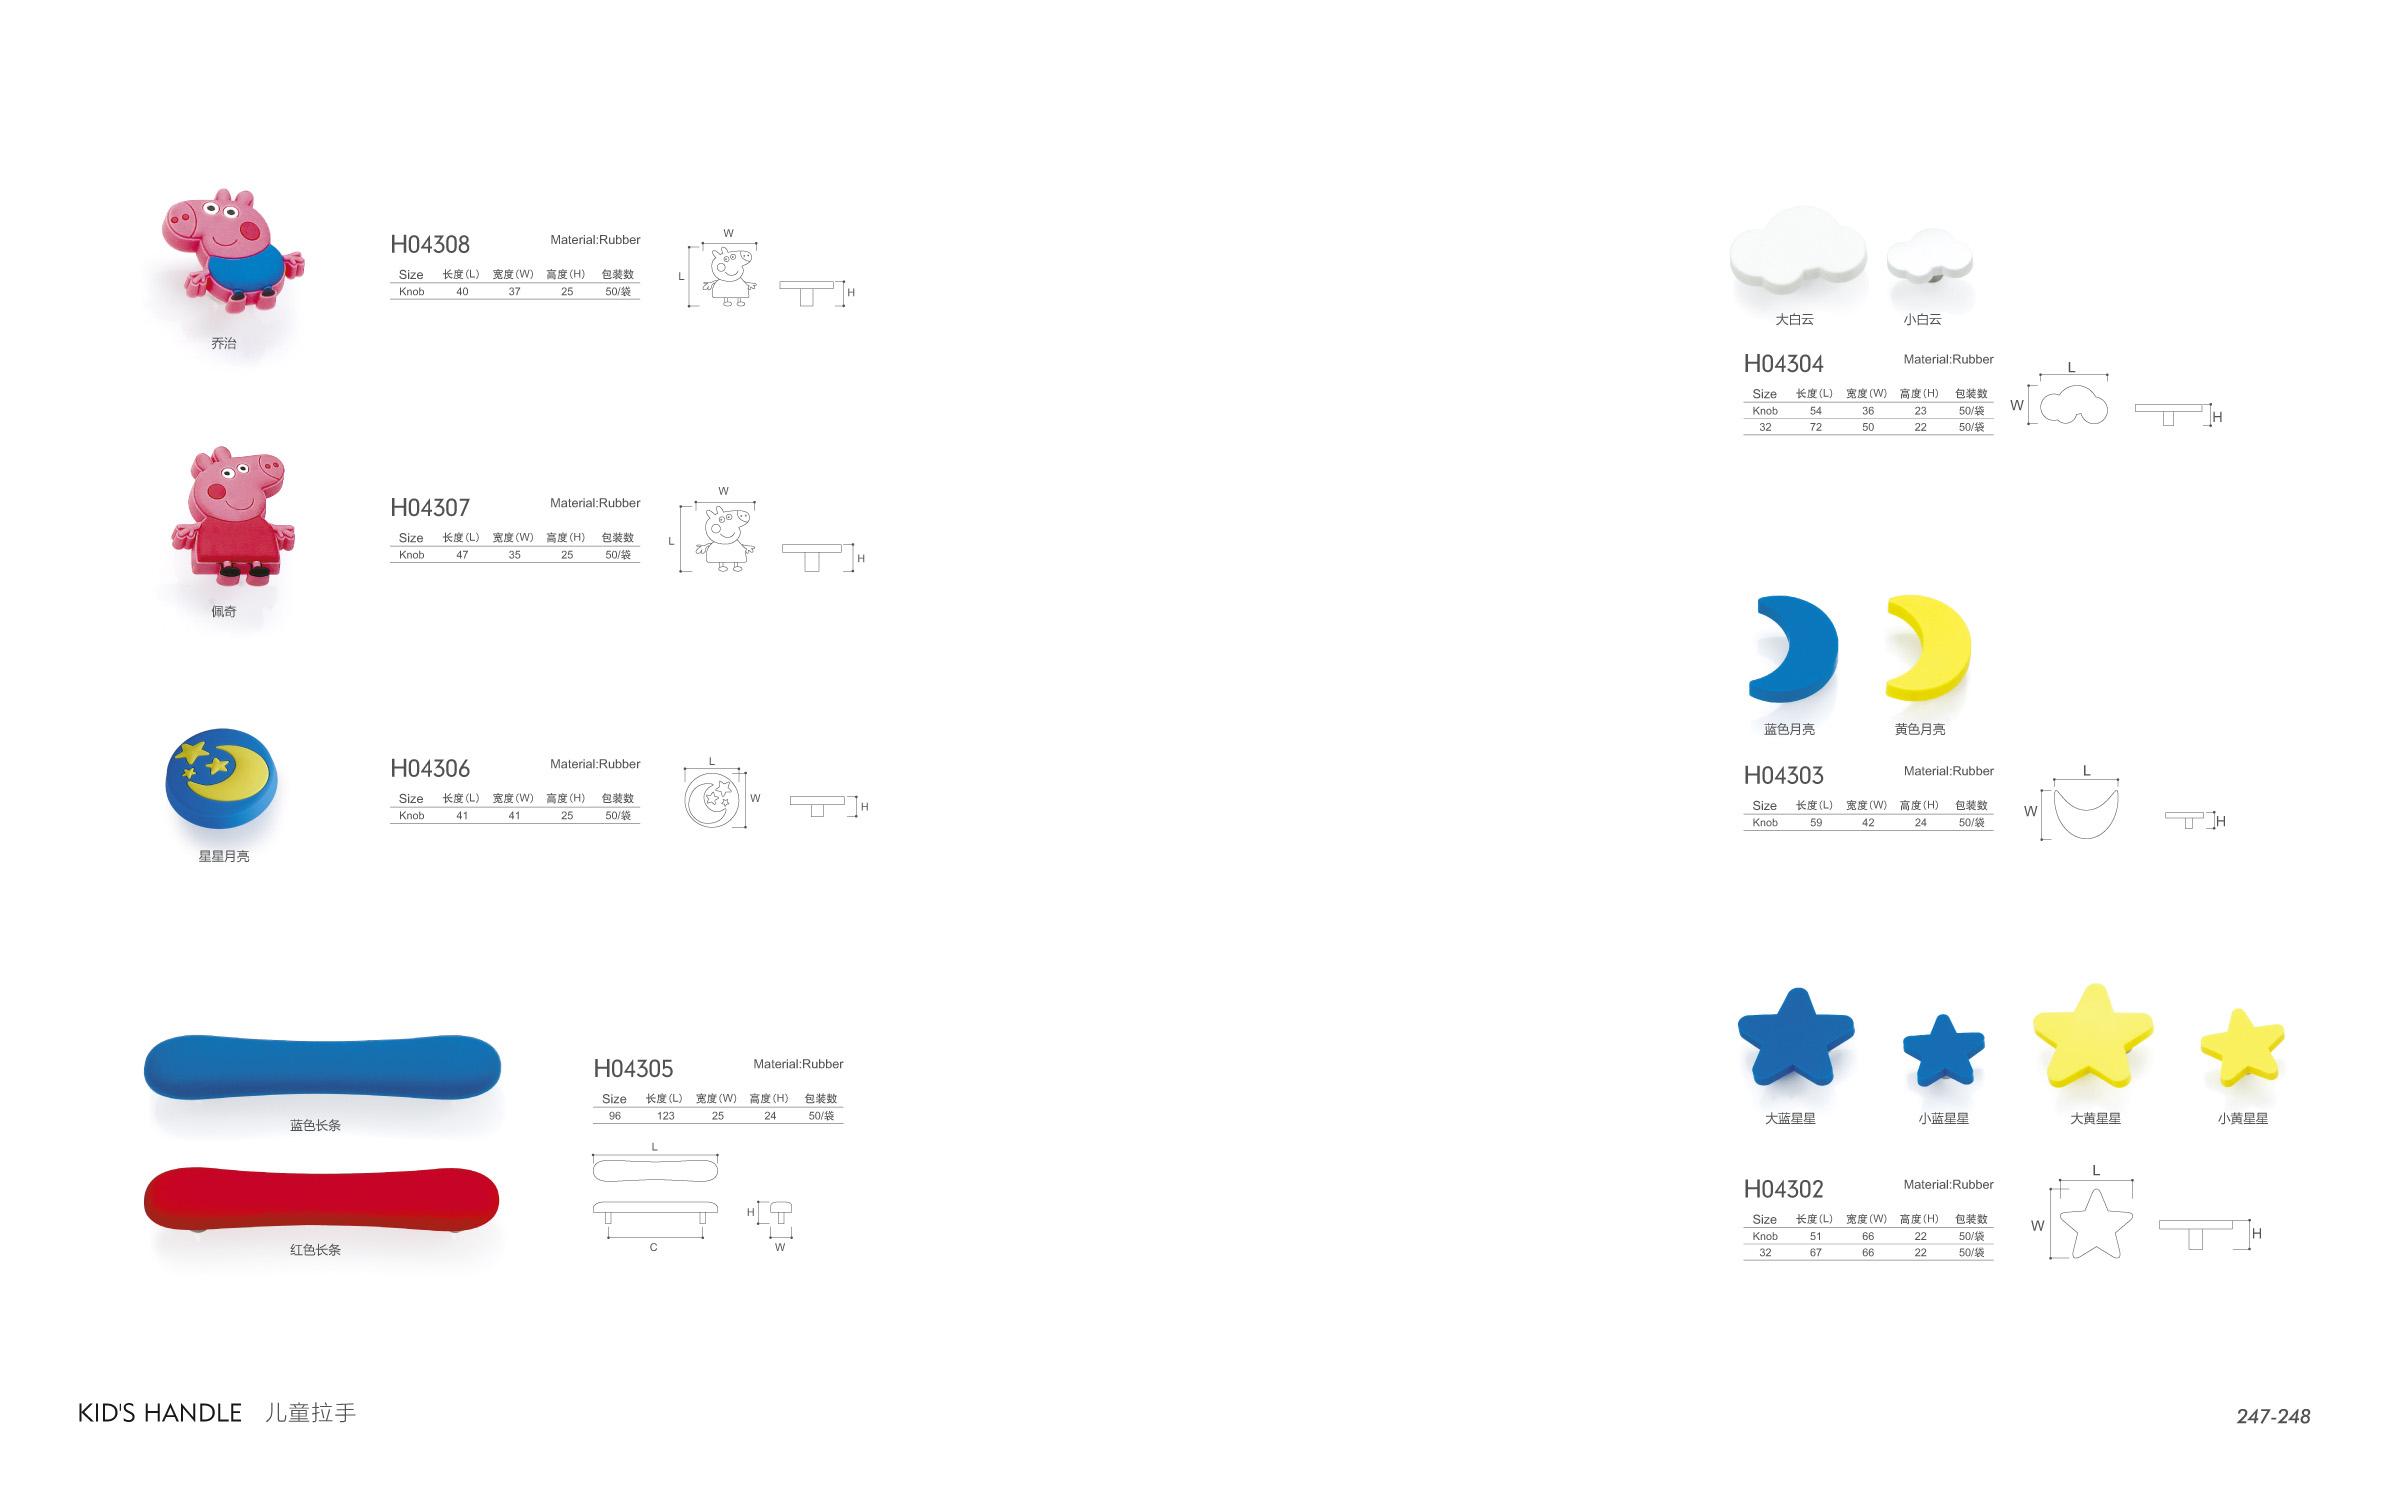 H04308 Material:Rubber
Size 长度(L) 宽度(W) 高度(H) 包装数
Knob 40 37 25 50/袋
W
L
H
乔治
H04307 Material:Rubber
Size 长度(L) 宽度(W) 高度(H) 包装数
Knob 47 35 25 50/袋
W
L
H
佩奇
H04306 Material:Rubber
Size 长度(L) 宽度(W) 高度(H) 包装数
Knob 41 41 25 50/袋
L
W
H
星星月亮
蓝色长条
红色长条
H04305 Material:Rubber
Size 长度(L) 宽度(W) 高度(H) 包装数
96 123 25 24 50/袋
L
H
C
W
大白云 小白云
H04304 Material:Rubber
Size 长度(L) 宽度(W) 高度(H) 包装数
Knob 54 36 23 50/袋
32 72 50 22 50/袋
L
W
H
蓝色月亮 黄色月亮
H04303 Material:Rubber
Size 长度(L) 宽度(W) 高度(H) 包装数
Knob 59 42 24 50/袋
L
W
H
大蓝星星 小蓝星星 大黄星星 小黄星星
H04302 Material:Rubber
Size 长度(L) 宽度(W) 高度(H) 包装数
Knob 51 66 22 50/袋
32 67 66 22 50/袋
L
W
H
KID'S HANDLE 儿童拉手
247-248